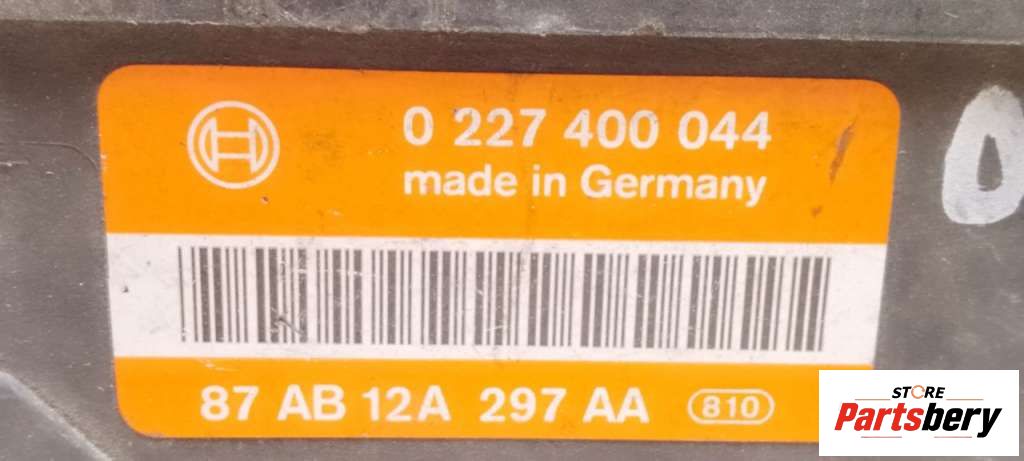 0 227 400 044
made in Germany
87 AB 12A 297 AA 810
STORE
Partsbery